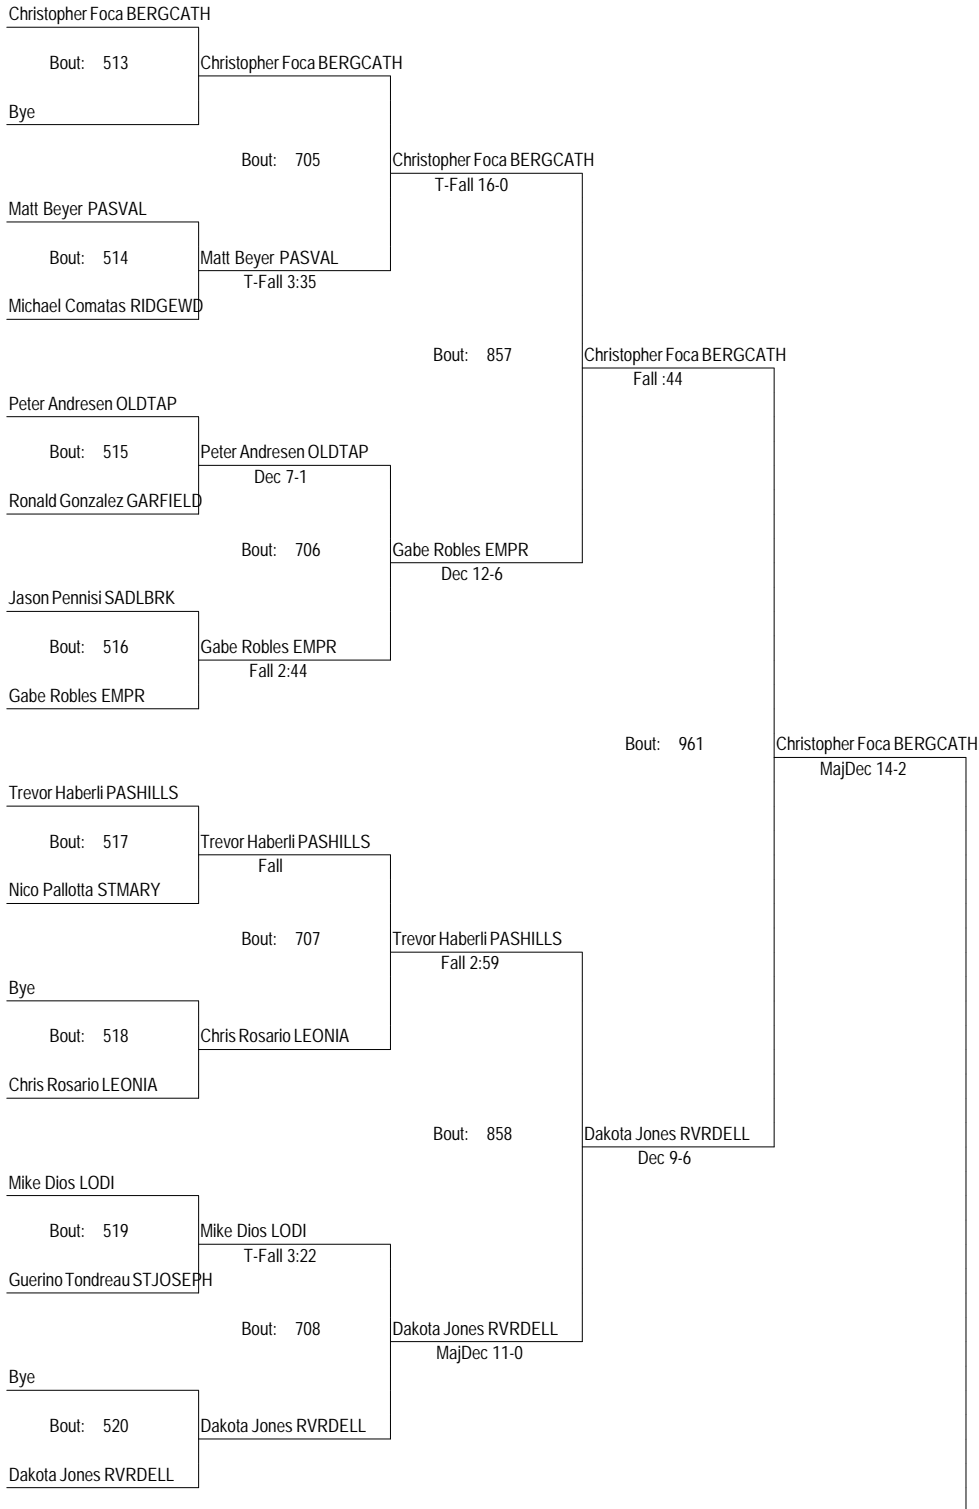 Christopher Foca BERGCATH
Bout: 513
Christopher Foca BERGCATH
Bye
Bout: 705
Christopher Foca BERGCATH
T-Fall 16-0
Matt Beyer PASVAL
Bout: 514
Matt Beyer PASVAL
T-Fall 3:35
Michael Comatas RIDGEWD
Bout: 857
Christopher Foca BERGCATH
Fall :44
Peter Andresen OLDTAP
Bout: 515
Peter Andresen OLDTAP
Dec 7-1
Ronald Gonzalez GARFIELD
Bout: 706
Gabe Robles EMPR
Dec 12-6
Jason Pennisi SADLBRK
Bout: 516
Gabe Robles EMPR
Fall 2:44
Gabe Robles EMPR
Bout: 961
Christopher Foca BERGCATH
MajDec 14-2
Trevor Haberli PASHILLS
Bout: 517
Trevor Haberli PASHILLS
Fall
Nico Pallotta STMARY
Bout: 707
Trevor Haberli PASHILLS
Fall 2:59
Bye
Bout: 518
Chris Rosario LEONIA
Chris Rosario LEONIA
Bout: 858
Dakota Jones RVRDELL
Dec 9-6
Mike Dios LODI
Bout: 519
Mike Dios LODI
T-Fall 3:22
Guerino Tondreau STJOSEPH
Bout: 708
Dakota Jones RVRDELL
MajDec 11-0
Bye
Bout: 520
Dakota Jones RVRDELL
Dakota Jones RVRDELL